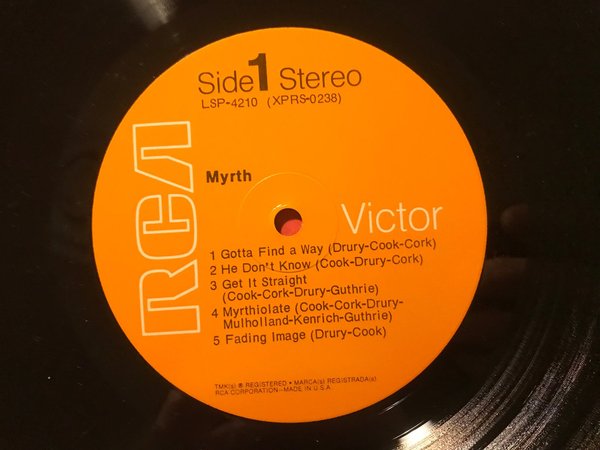 Side 1 Stereo
LSP-4210 (XPRS-0238)
RCA
Myrth
Victor
1 Gotta Find a Way (Drury-Cook-Cork)
2 He Don't Know (Cook-Drury-Cork)
3 Get It Straight
(Cook-Cork-Drury-Guthrie)
4 Myrthiolate (Cook-Cork-Drury-
Mulholland-Kenrich-Guthrie)
5 Fading Image (Drury-Cook)
TMK(s) ® REGISTERED • MARCA(s) REGISTRADA(s)
RCA CORPORATION—MADE IN U.S.A.